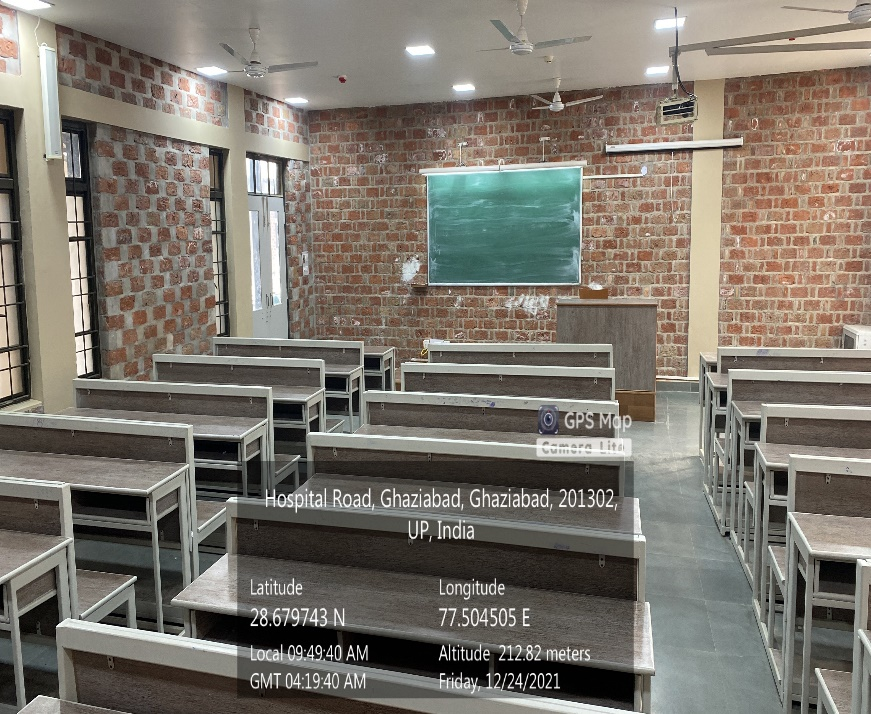 GPS Map
Camera Lite
Hospital Road, Ghaziabad, Ghaziabad, 201302,
UP, India
Latitude
28.679743 N
Longitude
77.504505 E
Local 09:49:40 AM
GMT 04:19:40 AM
Altitude 212.82 meters
Friday, 12/24/2021